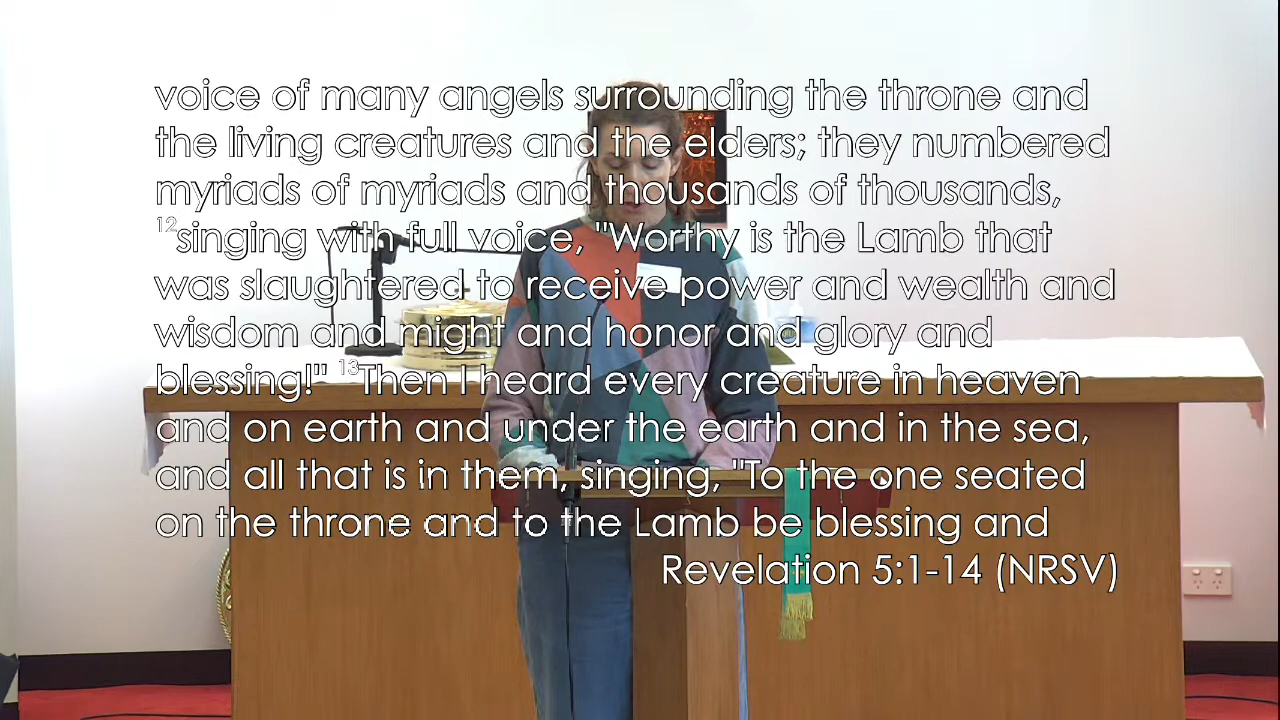 voice of many angels surrounding the throne and
the living creatures and the elders; they numbered
myriads of myriads and thousands of thousands,
12singing with full voice, "Worthy is the Lamb that
was slaughtered to receive power and wealth and
wisdom and might and honor and glory and
blessing!" 13Then I heard every creature in heaven
and on earth and under the earth and in the sea,
and all that is in them, singing, "To the one seated
on the throne and to the Lamb be blessing and
Revelation 5:1-14 (NRSV)